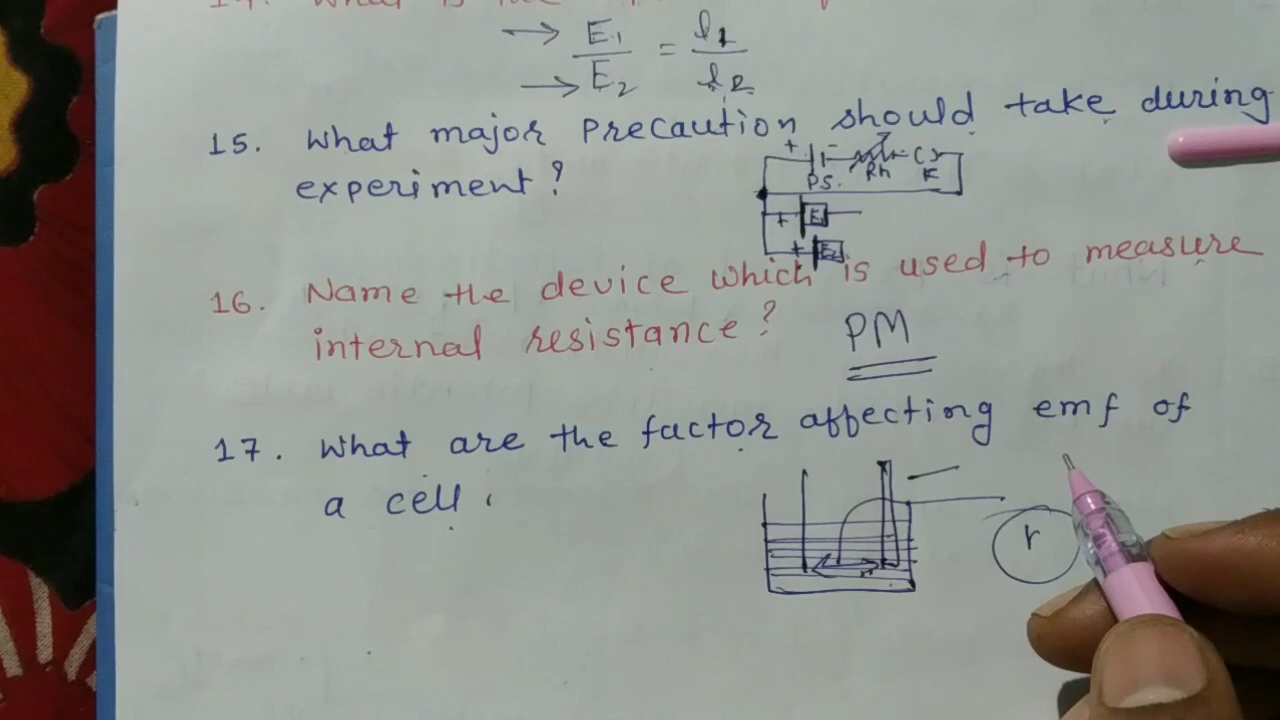 E1/E2 = l1/l2
15. What major precaution should take during
experiment?
+ - Rh K
P.S.
+ E1
+ E2
16. Name the device which is used to measure
internal resistance? PM
17. What are the factor affecting emf of
a cell.
r